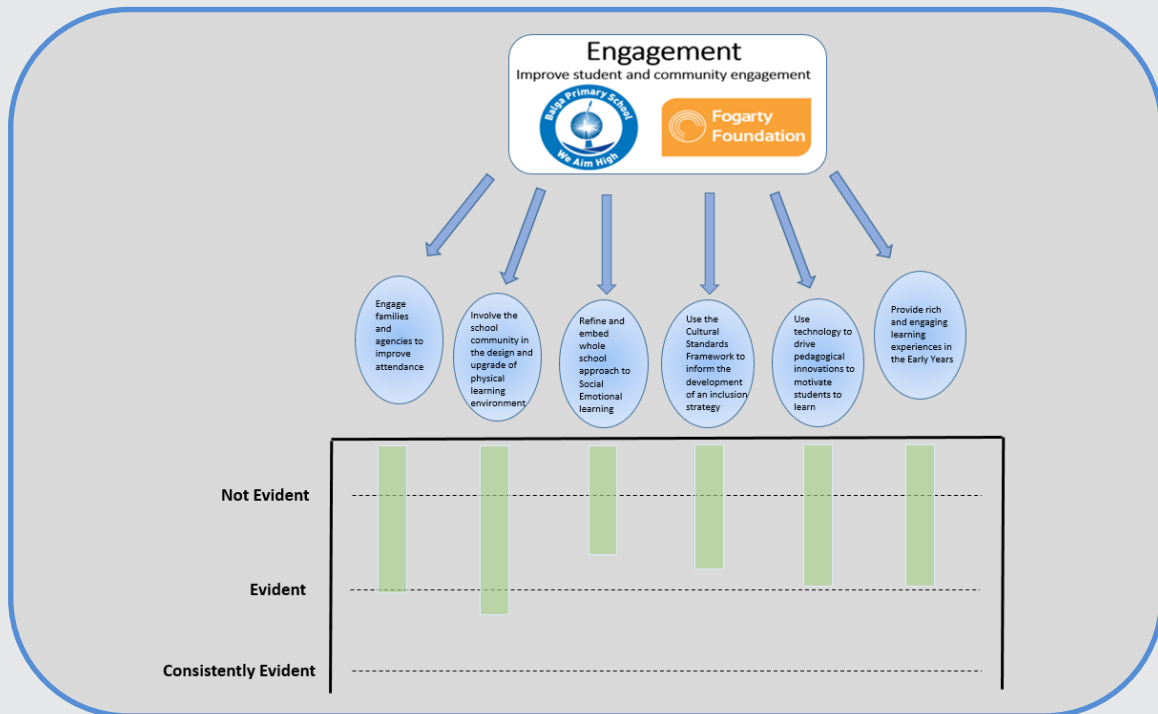 Engagement
Improve student and community engagement
Balga Primary School
We Aim High
Fogarty
Foundation
Engage
families
and
agencies to
improve
attendance
Involve the
school
community in
the design and
upgrade of
physical
learning
environment
Refine and
embed
whole
school
approach to
Social
Emotional
learning
Use the
Cultural
Standards
Framework to
inform the
development
of an inclusion
strategy
Use
technology to
drive
pedagogical
innovations to
motivate
students to
learn
Provide rich
and engaging
learning
experiences in
the Early Years
Not Evident
Evident
Consistently Evident